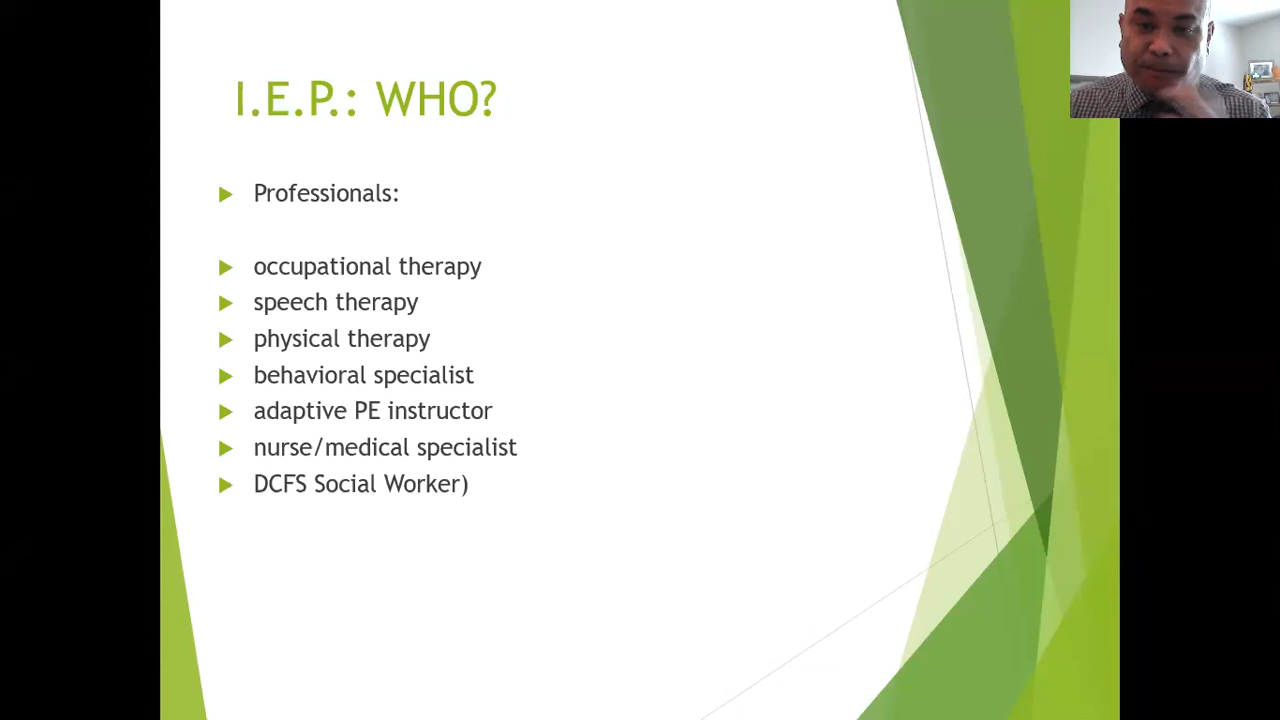 I.E.P.: WHO?
Professionals:
occupational therapy
speech therapy
physical therapy
behavioral specialist
adaptive PE instructor
nurse/medical specialist
DCFS Social Worker)